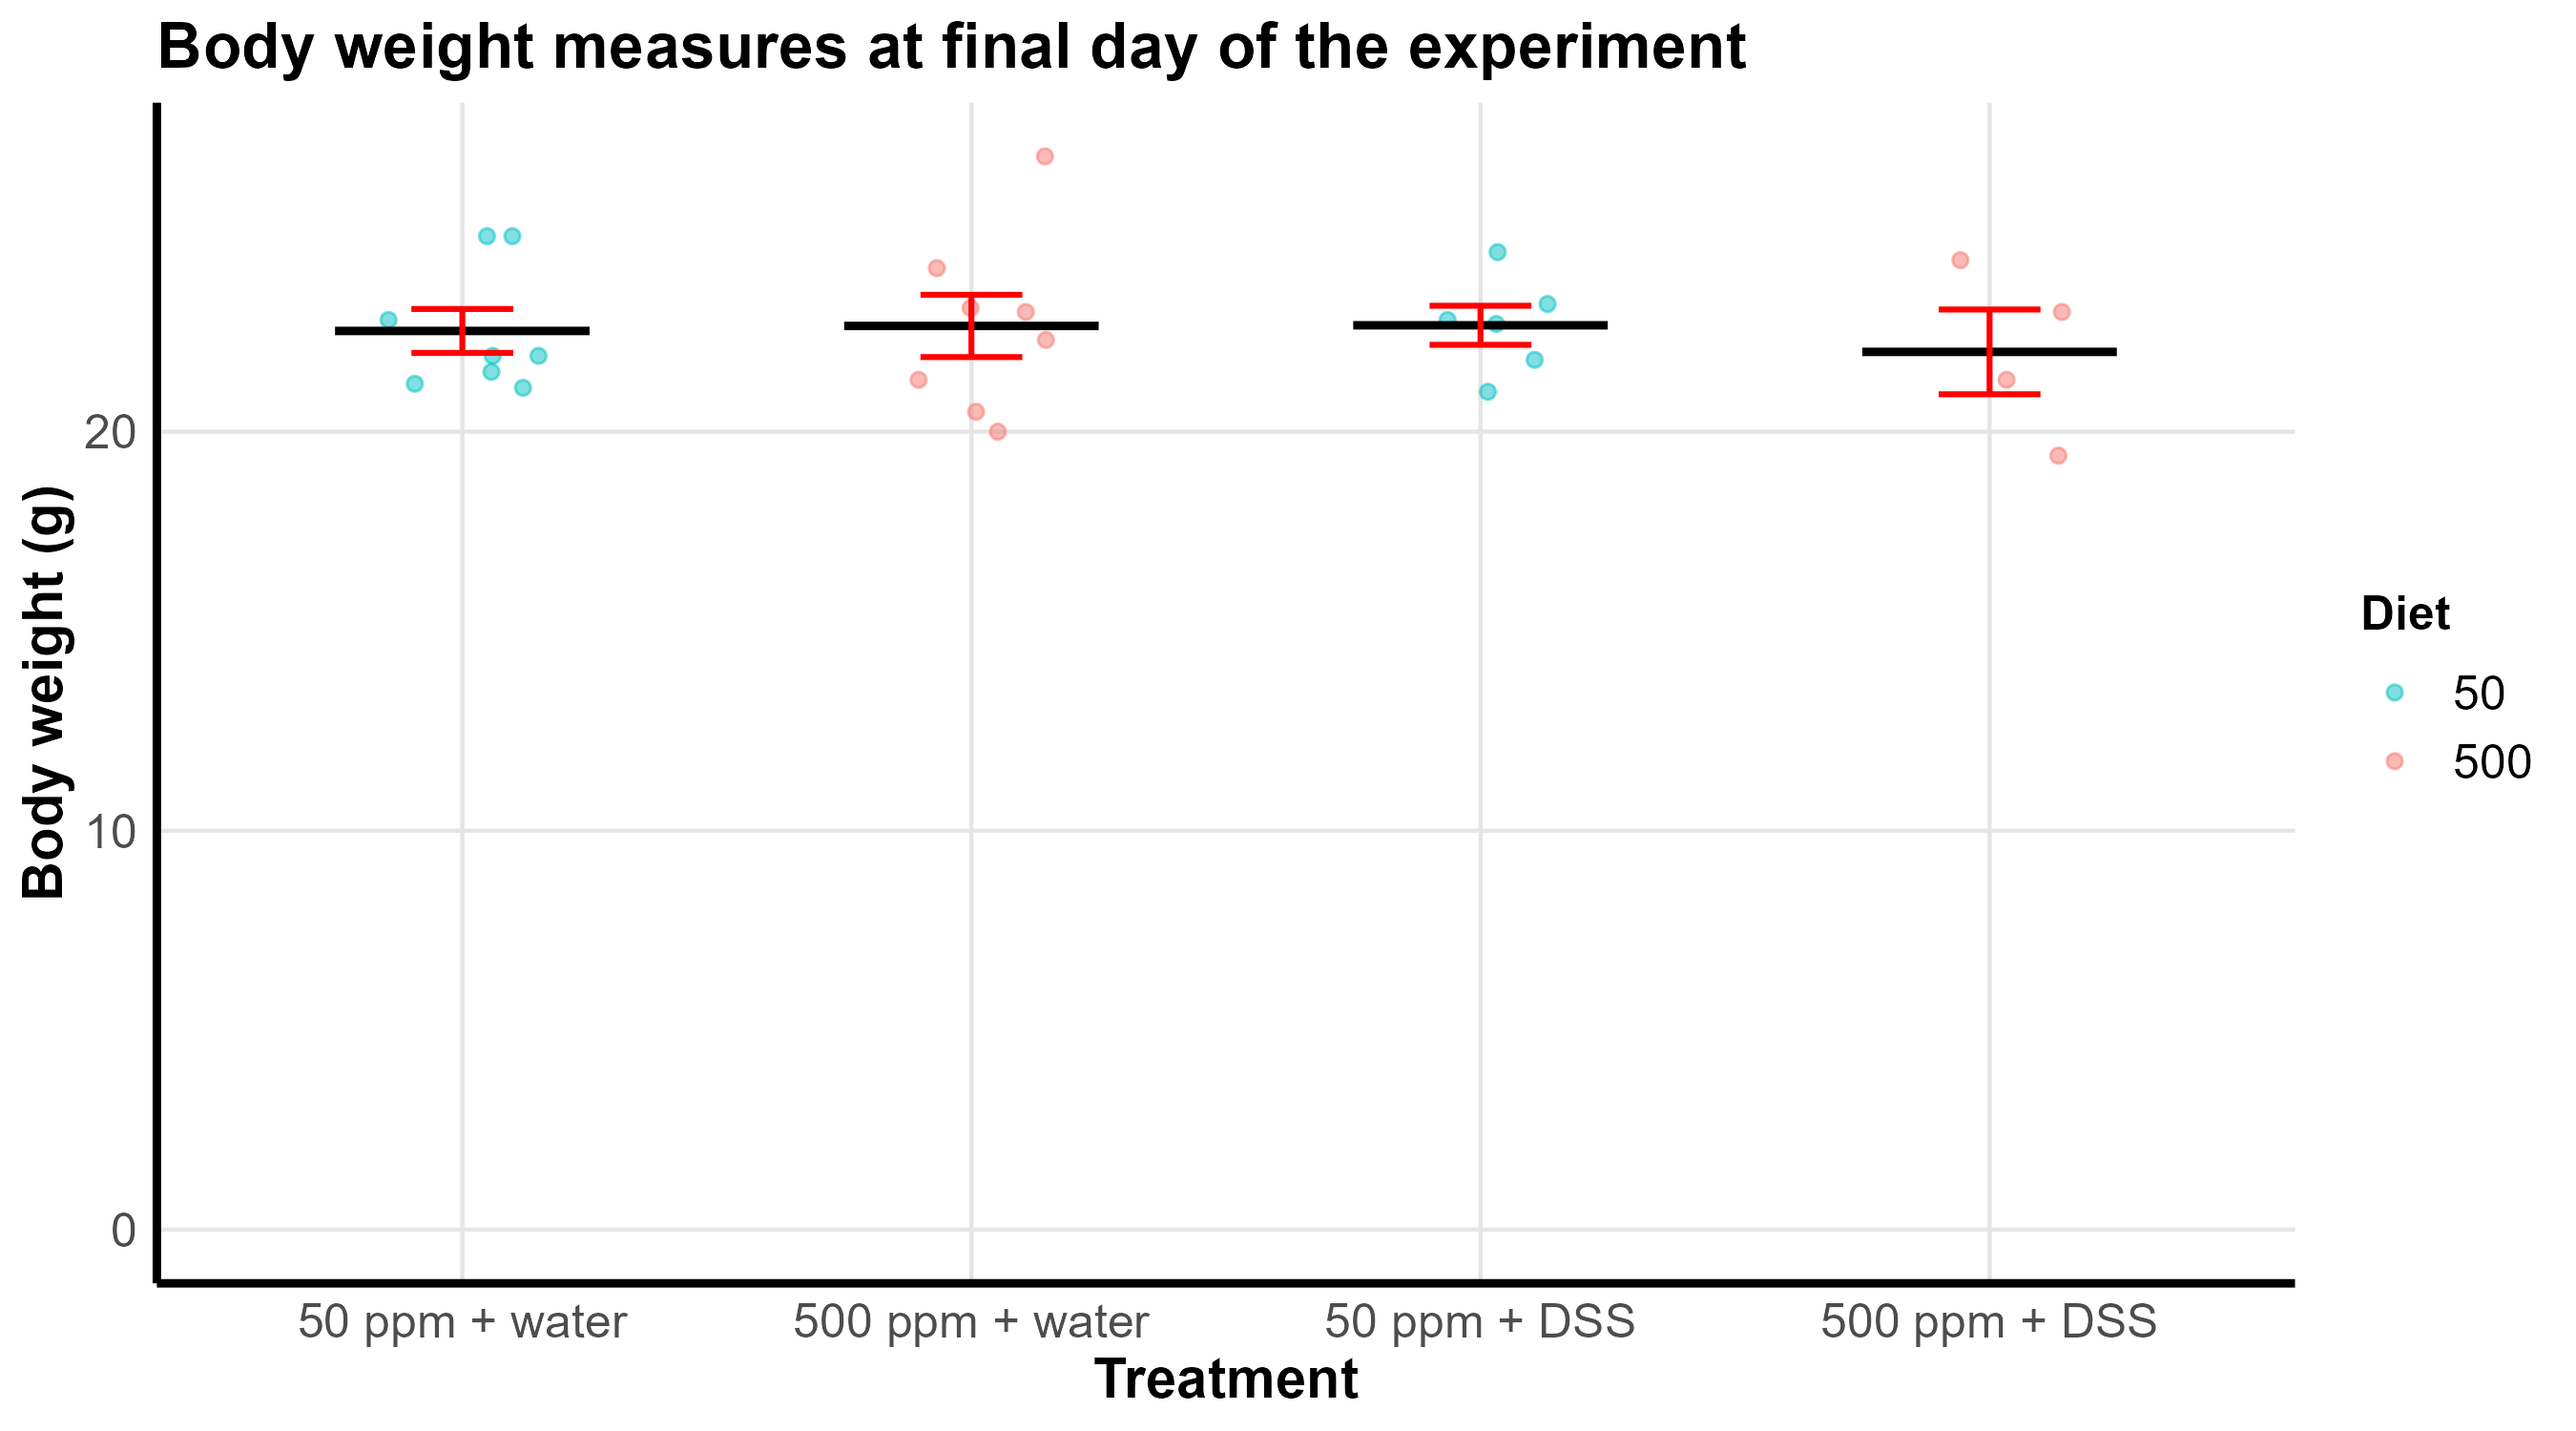 Body weight measures at final day of the experiment
Body weight (g)
20
10
0
50 ppm + water
500 ppm + water
50 ppm + DSS
500 ppm + DSS
Treatment
Diet
50
500